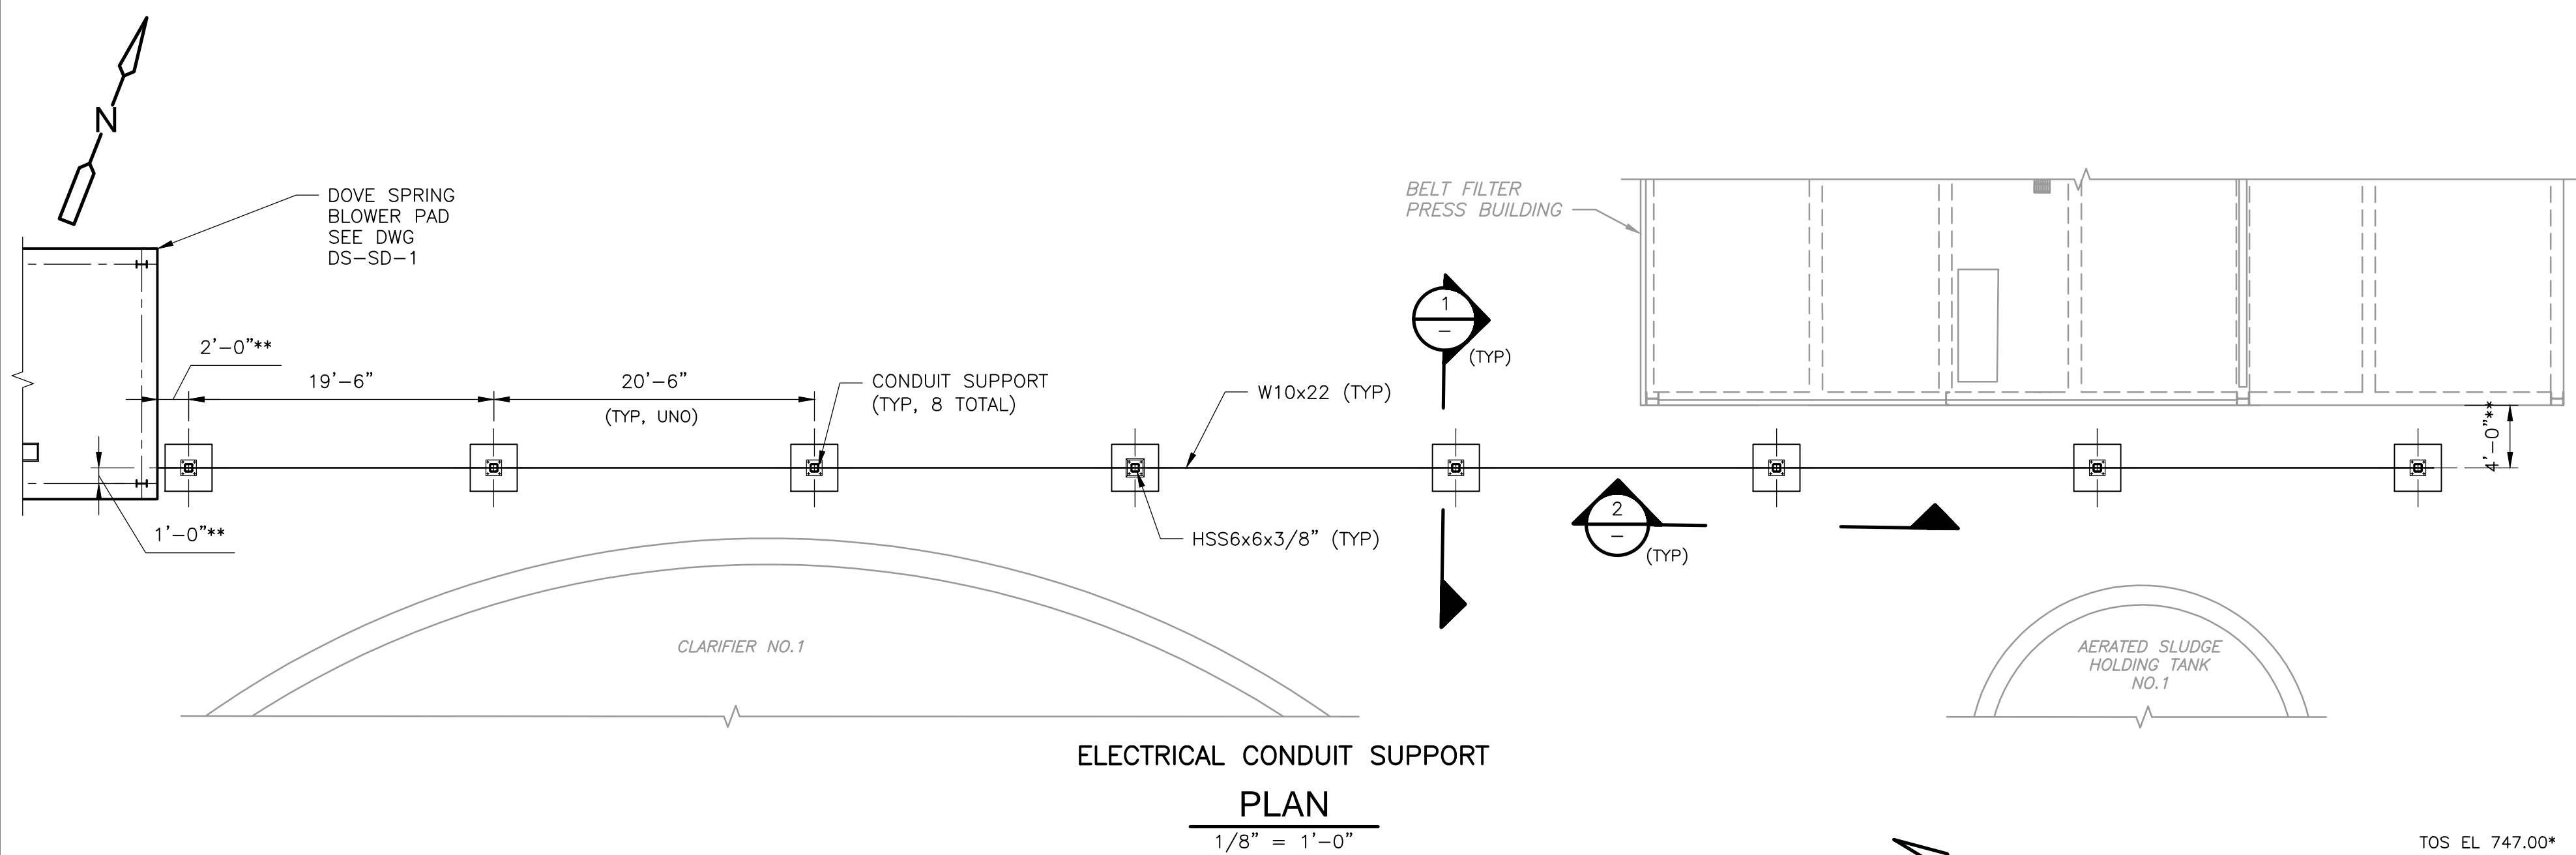 N
DOVE SPRING
BLOWER PAD
SEE DWG
DS-SD-1
BELT FILTER
PRESS BUILDING
1
-
(TYP)
2'-0"**
19'-6"
20'-6"
(TYP, UNO)
CONDUIT SUPPORT
(TYP, 8 TOTAL)
W10x22 (TYP)
4'-0"**
1'-0"**
HSS6x6x3/8" (TYP)
2
-
(TYP)
CLARIFIER NO.1
AERATED SLUDGE
HOLDING TANK
NO.1
ELECTRICAL CONDUIT SUPPORT
PLAN
1/8" = 1'-0"
TOS EL 747.00*